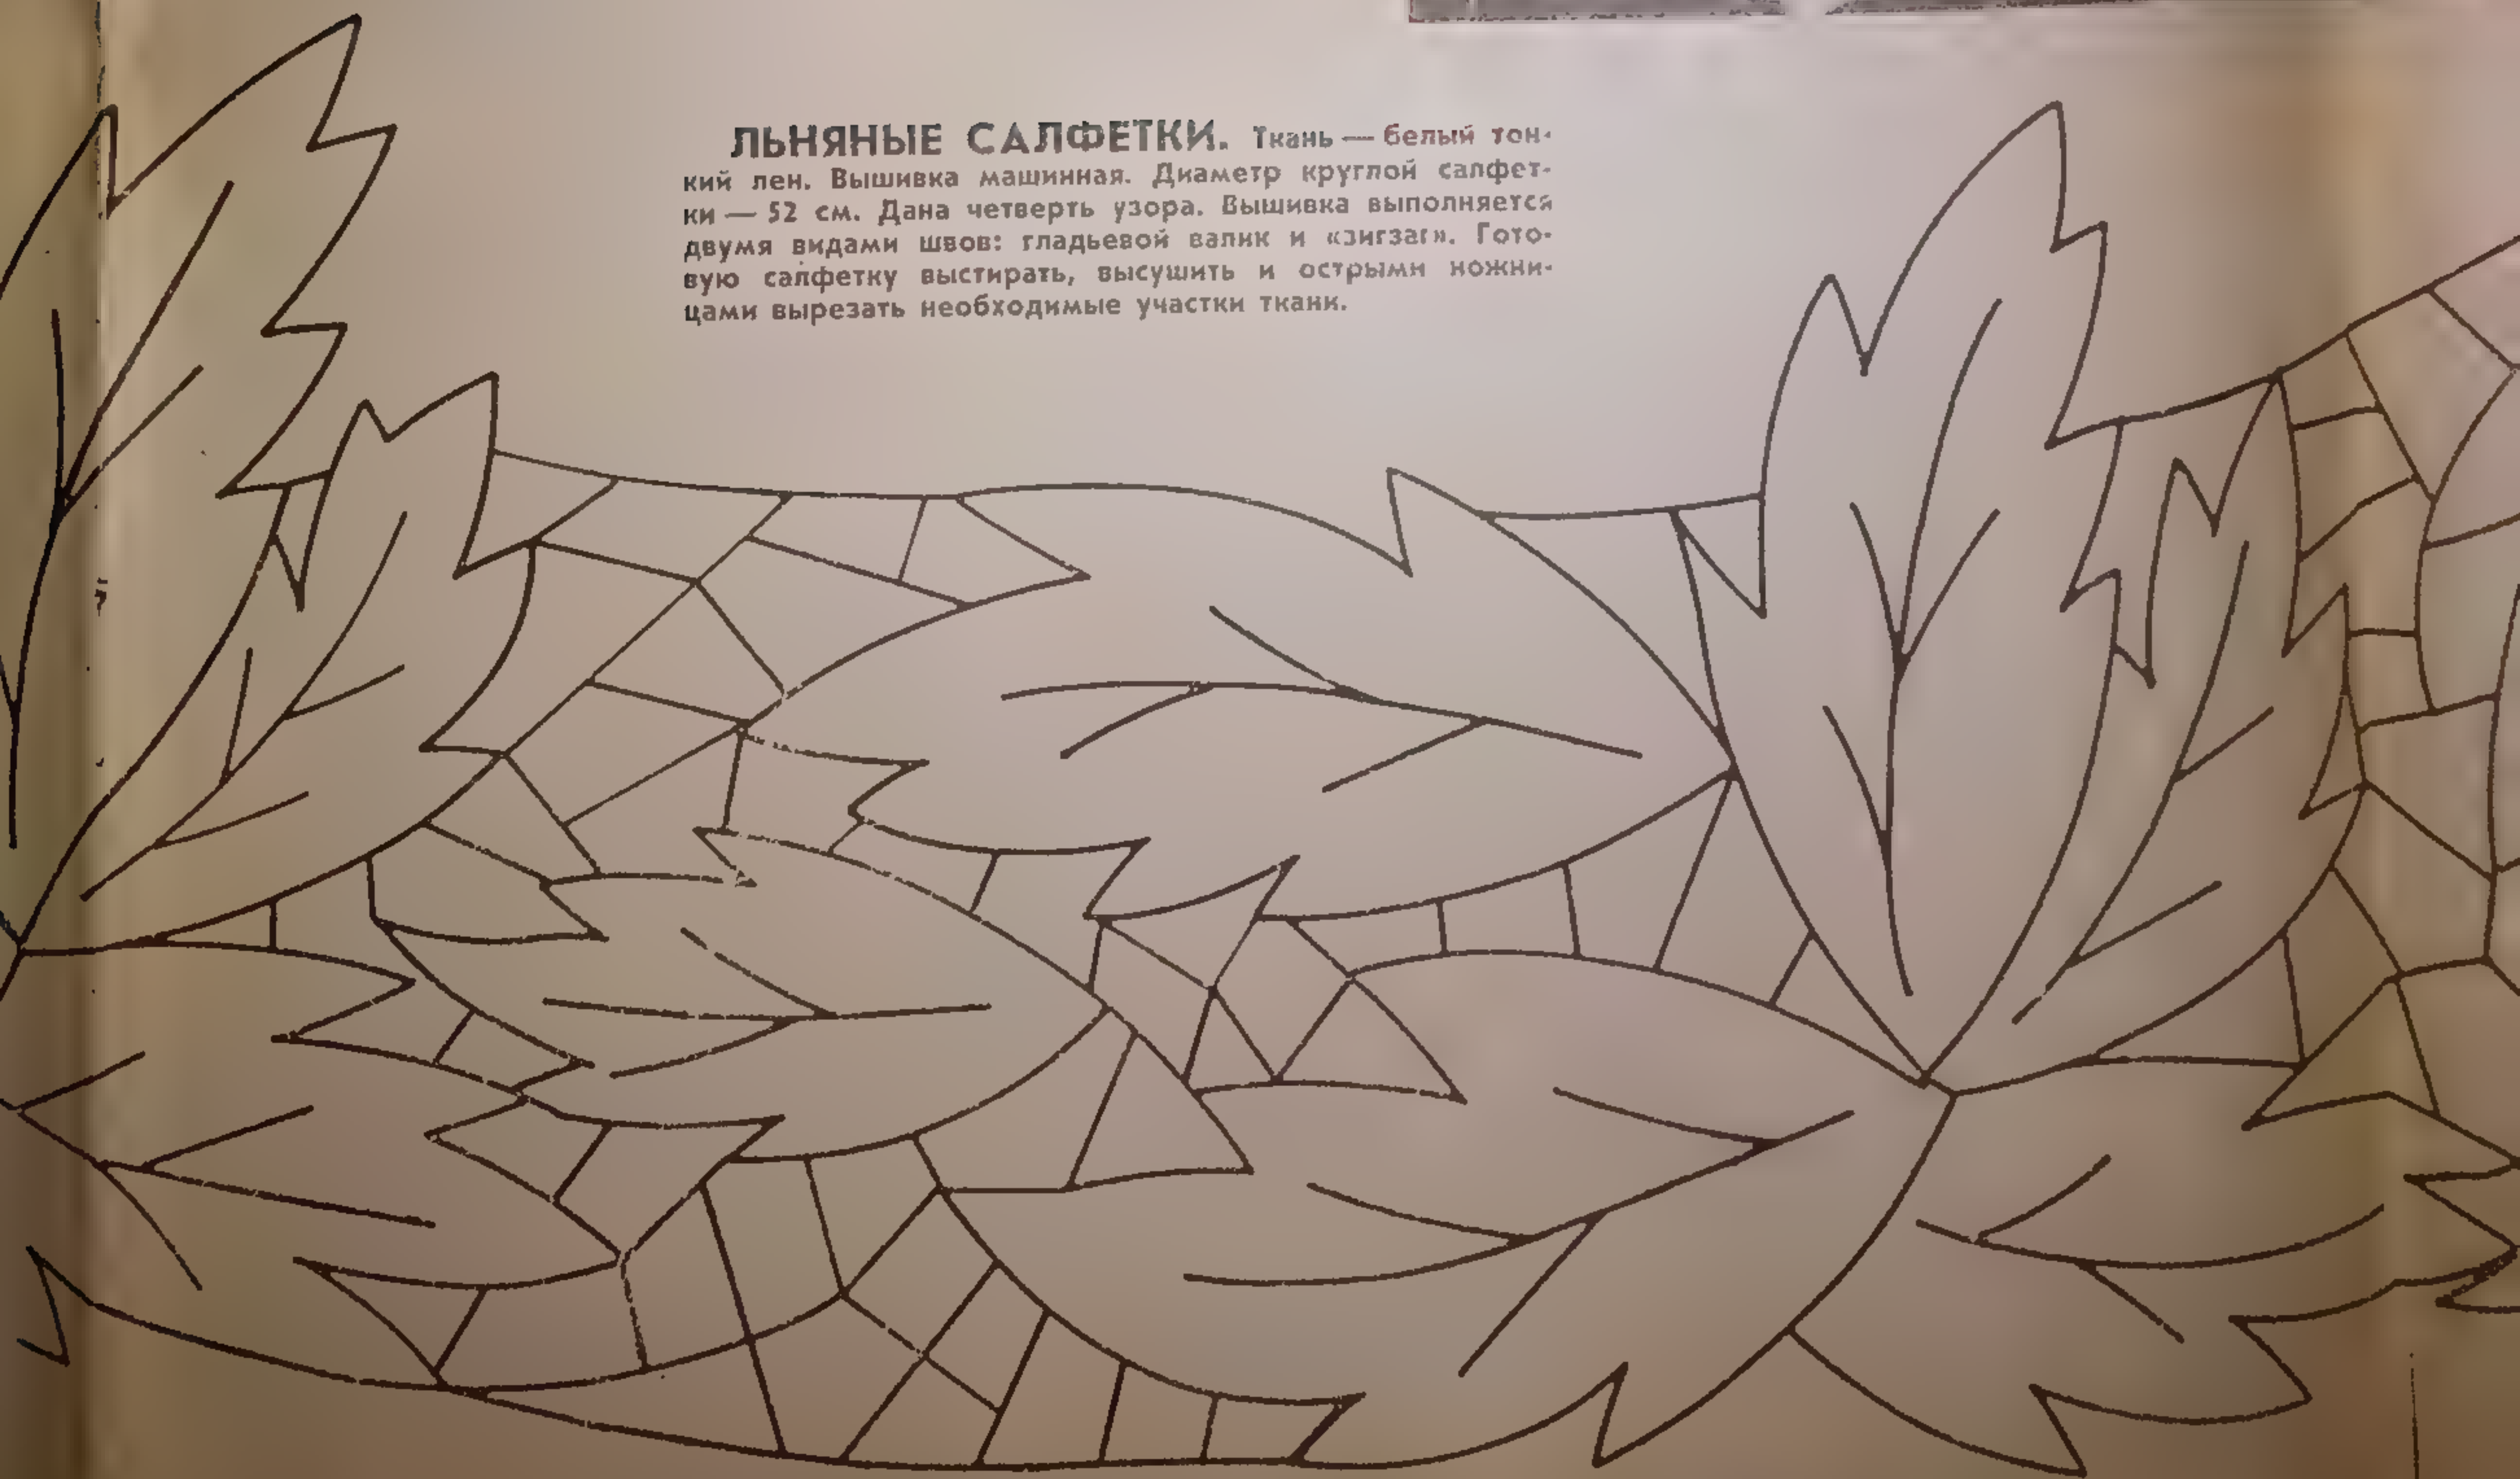 ЛЬНЯНЫЕ САЛФЕТКИ. Ткань — белый тон-
кий лен. Вышивка машинная. Диаметр круглой салфет-
ки — 52 см. Дана четверть узора. Вышивка выполняется
двумя видами швов: гладьевой валик и «зигзаг». Гото-
вую салфетку выстирать, высушить и острыми ножни-
цами вырезать необходимые участки ткани.